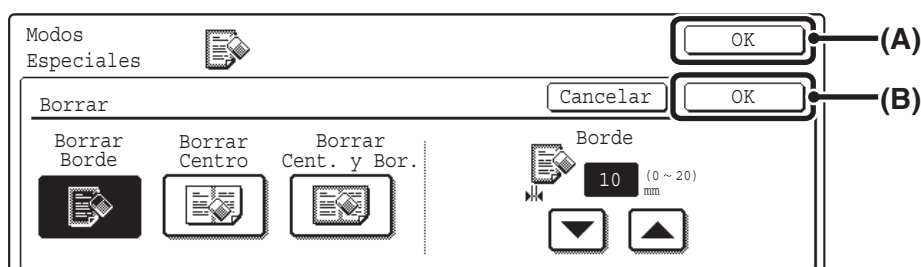 Modos
Especiales
OK
(A)
Borrar
Cancelar
OK
(B)
Borrar
Borde
Borrar
Centro
Borrar
Cent. y Bor.
Borde
10
(0~20)
mm